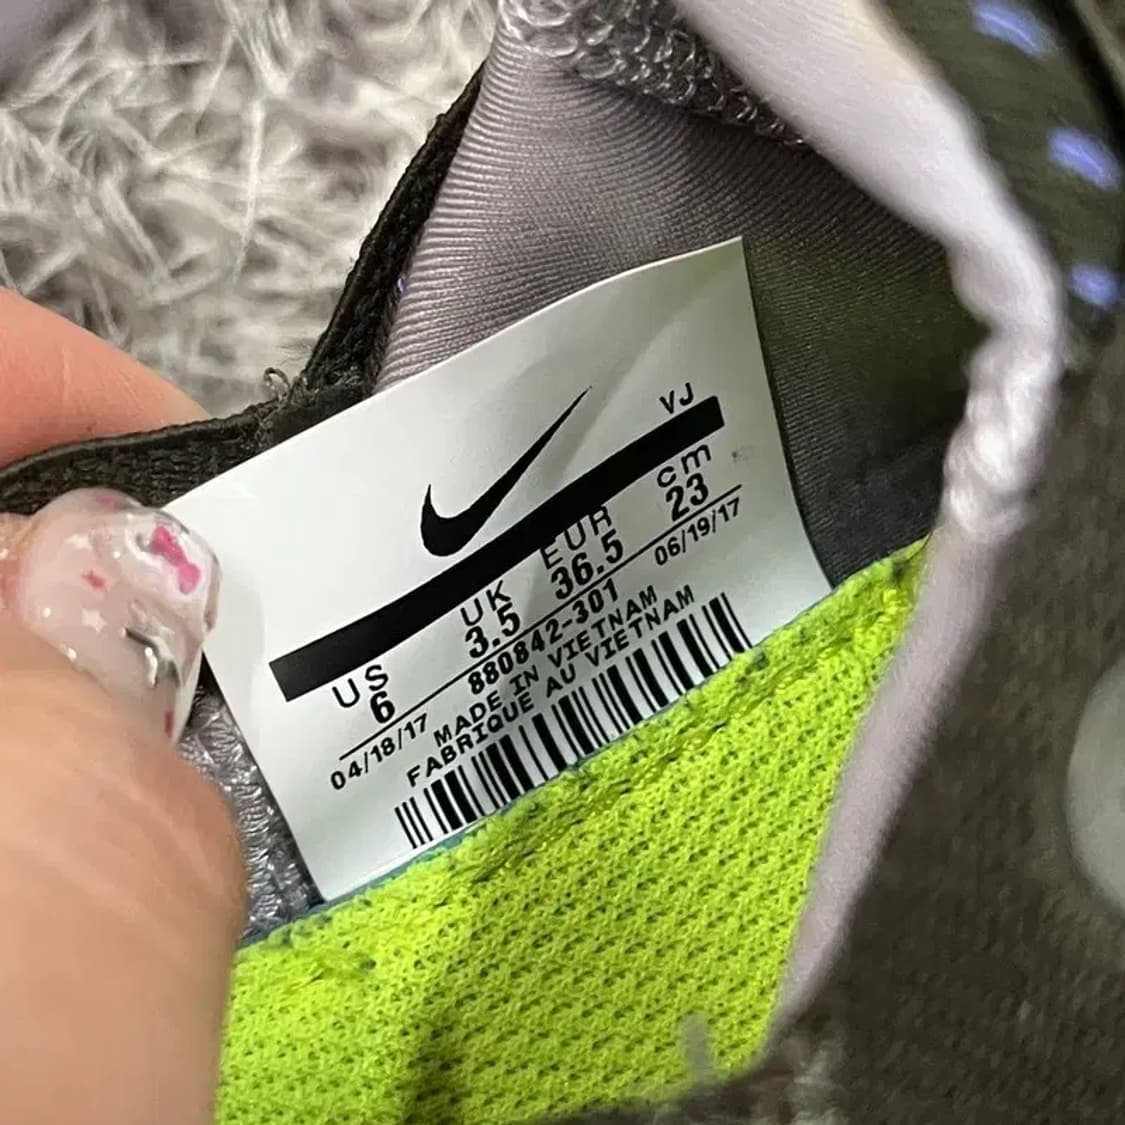 VJ
US UK EUR cm
6 3.5 36.5 23
04/18/17 880842-301 06/19/17
MADE IN VIETNAM
FABRIQUE AU VIETNAM